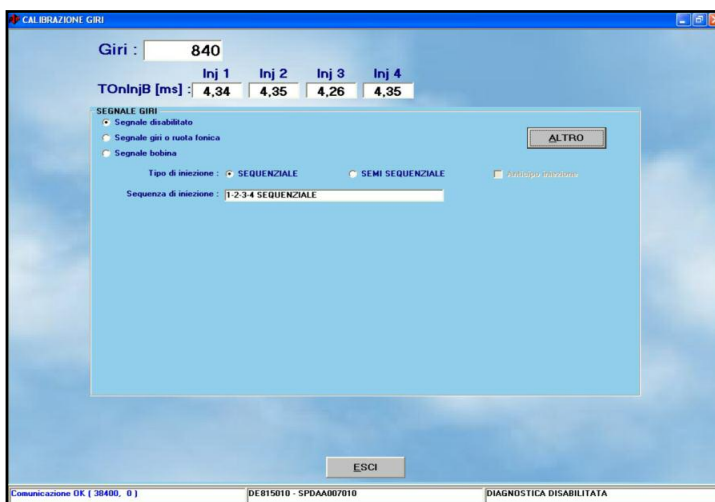 CALIBRAZIONE GIRI
Giri : 840
Inj 1 Inj 2 Inj 3 Inj 4
TOnInjB [ms] : 4,34 4,35 4,26 4,35
SEGNALE GIRI
Segnale disabilitato
Segnale giri o ruota fonica
ALTRO
Segnale bobina
Tipo di iniezione : SEQUENZIALE SEMI SEQUENZIALE Anticipo iniezione
Sequenza di iniezione : 1-2-3-4 SEQUENZIALE
ESCI
Comunicazione OK ( 38400, 0 ) DE815010 - SPDAA007010 DIAGNOSTICA DISABILITATA